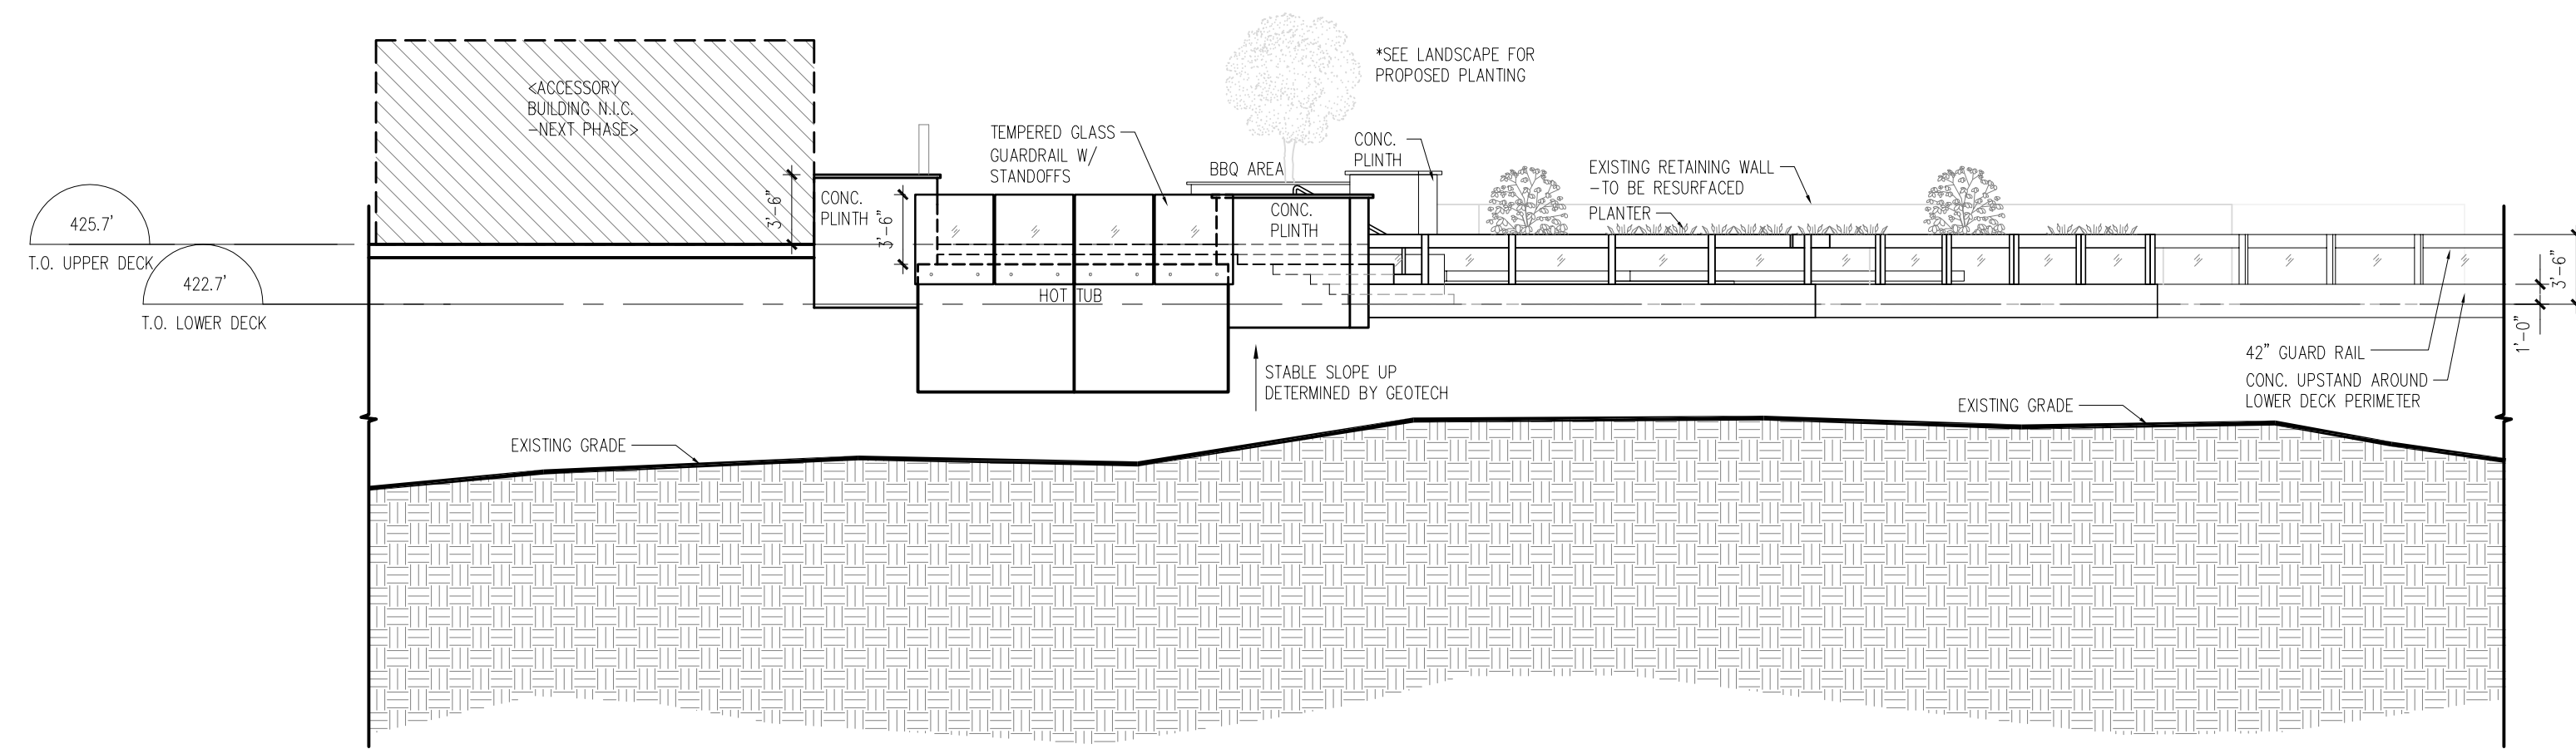 *SEE LANDSCAPE FOR
PROPOSED PLANTING
<ACCESSORY
BUILDING N.I.C.
-NEXT PHASE>
TEMPERED GLASS
GUARDRAIL W/
STANDOFFS
BBQ AREA
CONC.
PLINTH
EXISTING RETAINING WALL
-TO BE RESURFACED
PLANTER
3'-6"
CONC.
PLINTH
3'-6"
CONC.
PLINTH
425.7'
T.O. UPPER DECK
422.7'
T.O. LOWER DECK
HOT TUB
3'-6"
1'-0"
42" GUARD RAIL
CONC. UPSTAND AROUND
LOWER DECK PERIMETER
STABLE SLOPE UP
DETERMINED BY GEOTECH
EXISTING GRADE
EXISTING GRADE